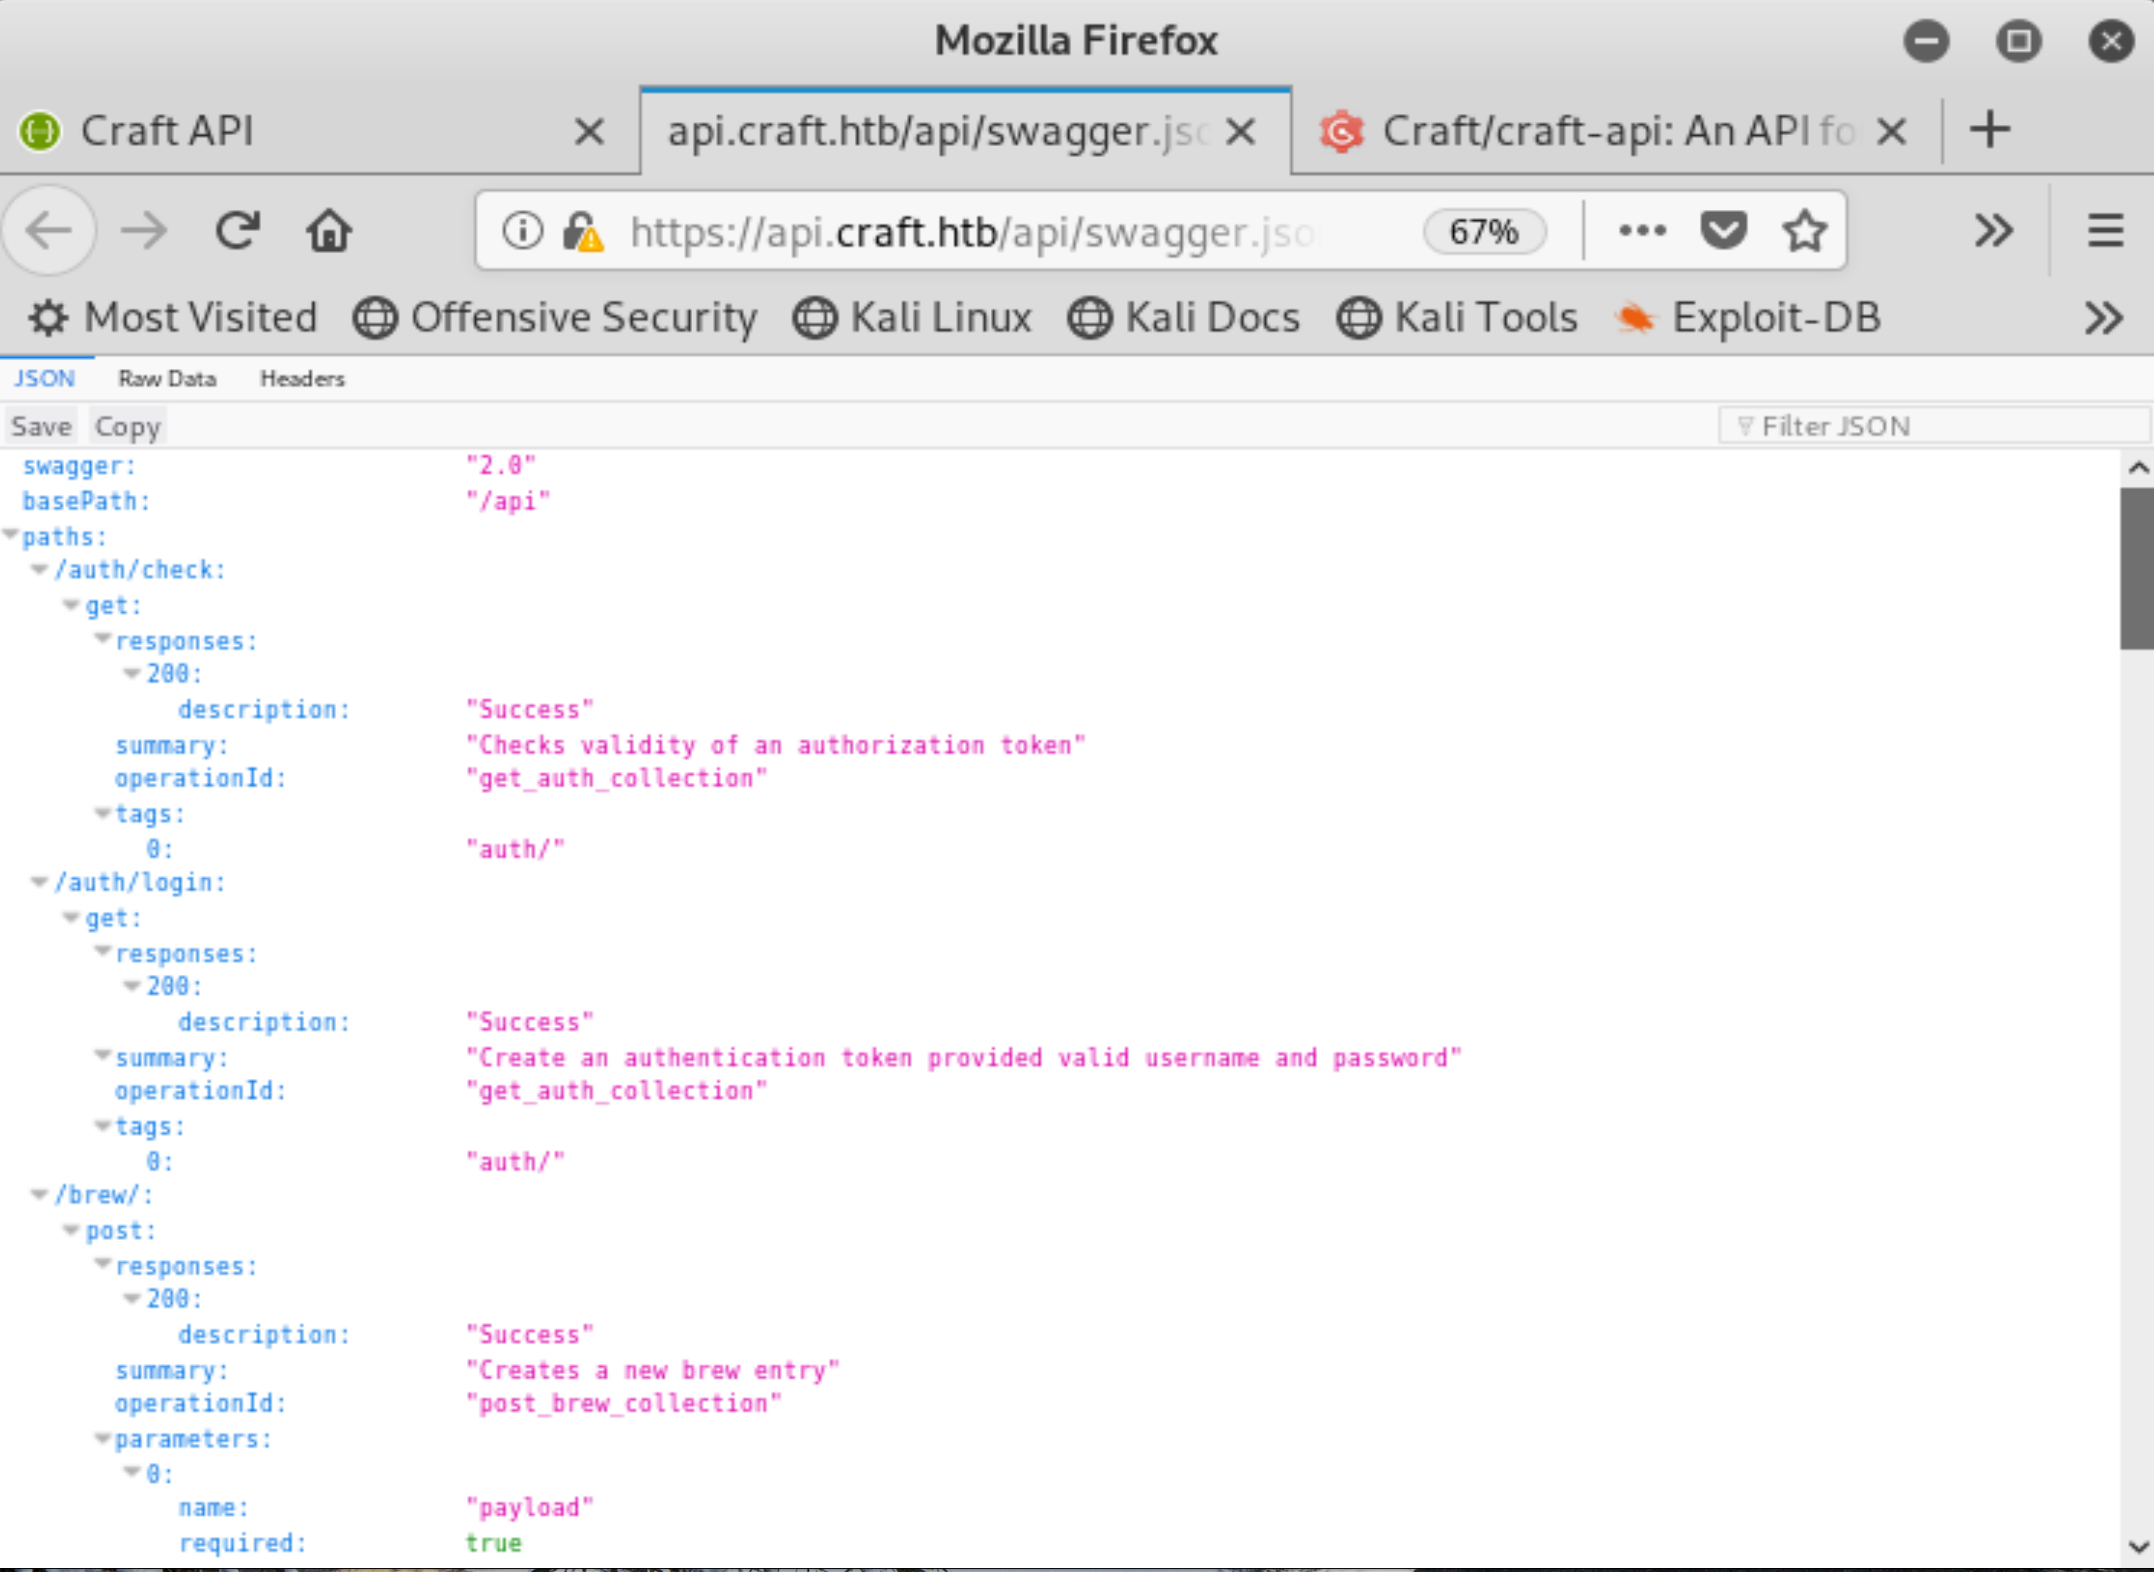 Mozilla Firefox
Craft API
api.craft.htb/api/swagger.jso
Craft/craft-api: An API fo
https://api.craft.htb/api/swagger.jso
67%
Most Visited
Offensive Security
Kali Linux
Kali Docs
Kali Tools
Exploit-DB
JSON
Raw Data
Headers
Save
Copy
Filter JSON
swagger: "2.0"
basePath: "/api"
paths:
/auth/check:
get:
responses:
200:
description: "Success"
summary: "Checks validity of an authorization token"
operationId: "get_auth_collection"
tags:
0: "auth/"
/auth/login:
get:
responses:
200:
description: "Success"
summary: "Create an authentication token provided valid username and password"
operationId: "get_auth_collection"
tags:
0: "auth/"
/brew/:
post:
responses:
200:
description: "Success"
summary: "Creates a new brew entry"
operationId: "post_brew_collection"
parameters:
0:
name: "payload"
required: true